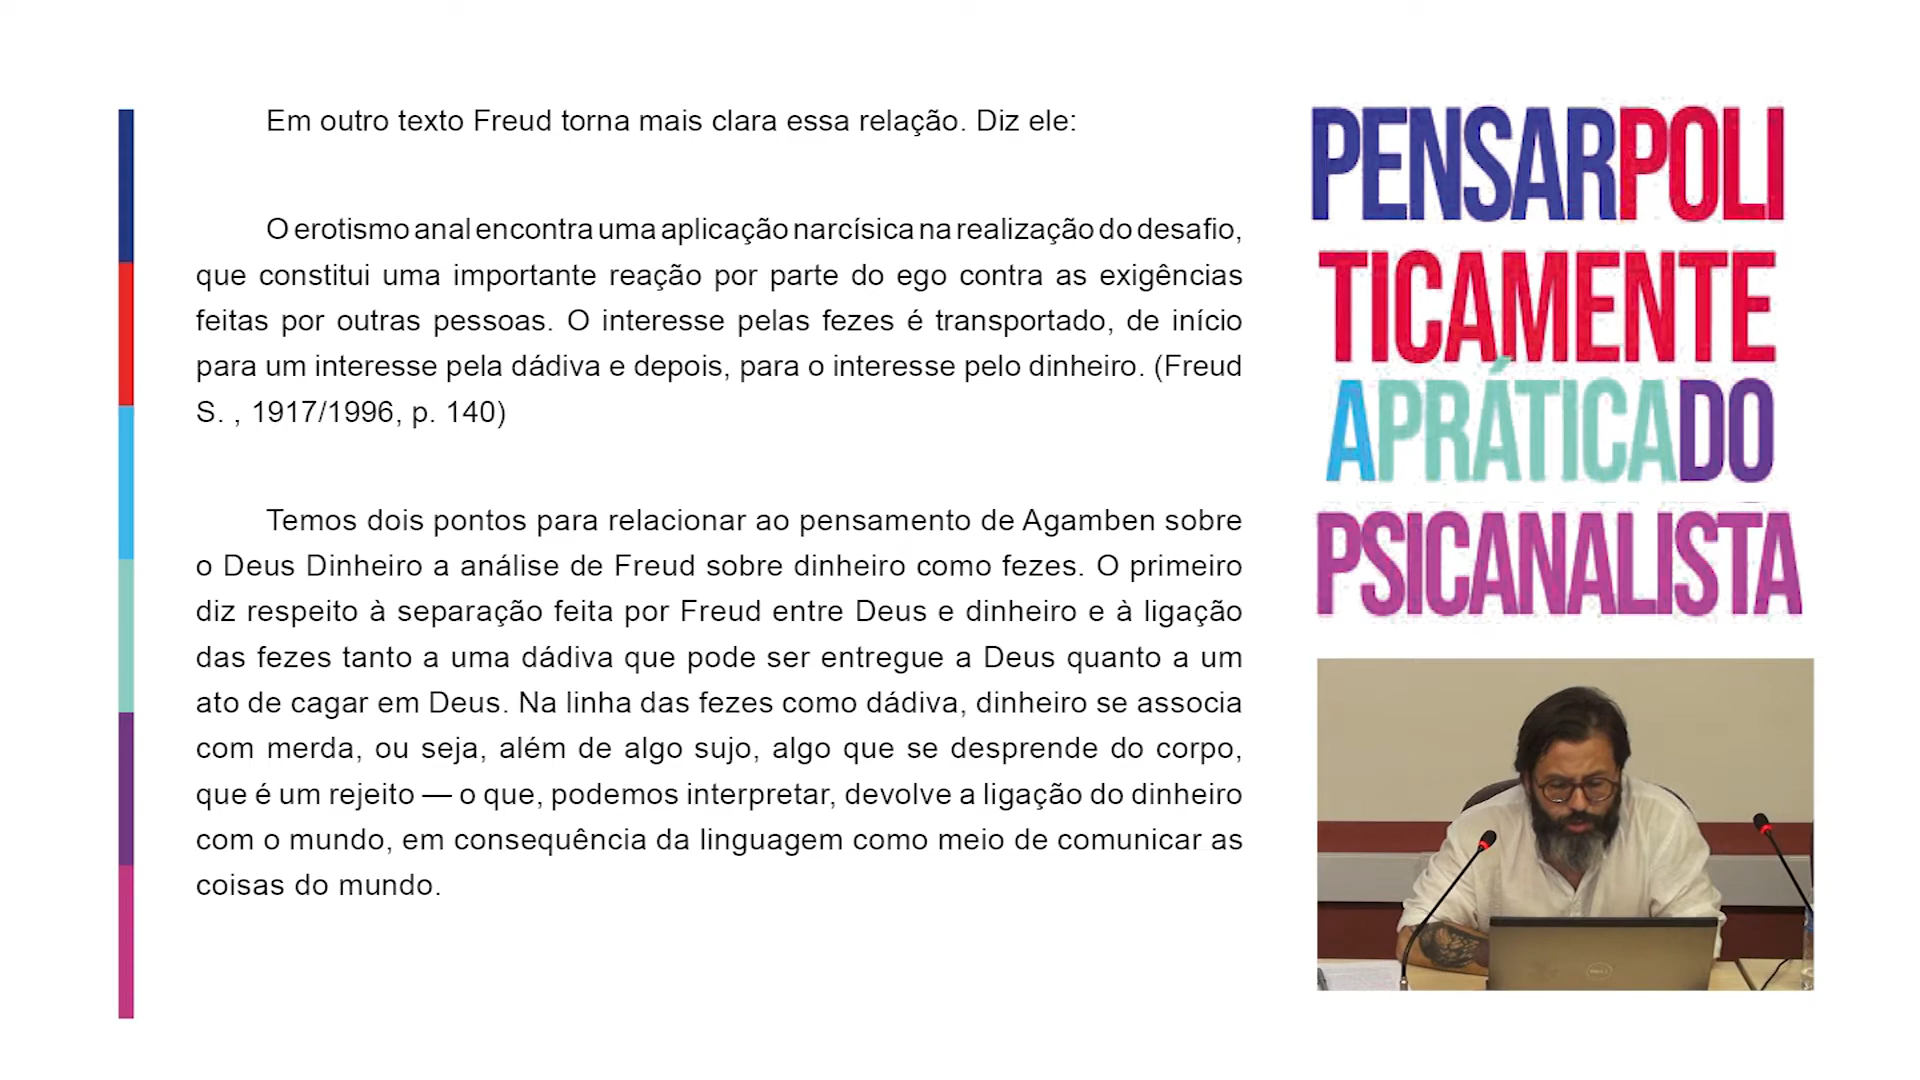 Em outro texto Freud torna mais clara essa relação. Diz ele:
O erotismo anal encontra uma aplicação narcísica na realização do desafio,
que constitui uma importante reação por parte do ego contra as exigências
feitas por outras pessoas. O interesse pelas fezes é transportado, de início
para um interesse pela dádiva e depois, para o interesse pelo dinheiro. (Freud
S. , 1917/1996, p. 140)
Temos dois pontos para relacionar ao pensamento de Agamben sobre
o Deus Dinheiro a análise de Freud sobre dinheiro como fezes. O primeiro
diz respeito à separação feita por Freud entre Deus e dinheiro e à ligação
das fezes tanto a uma dádiva que pode ser entregue a Deus quanto a um
ato de cagar em Deus. Na linha das fezes como dádiva, dinheiro se associa
com merda, ou seja, além de algo sujo, algo que se desprende do corpo,
que é um rejeito — o que, podemos interpretar, devolve a ligação do dinheiro
com o mundo, em consequência da linguagem como meio de comunicar as
coisas do mundo.
PENSARPOLI
TICAMENTE
APRÁTICADO
PSICANALISTA
DELL